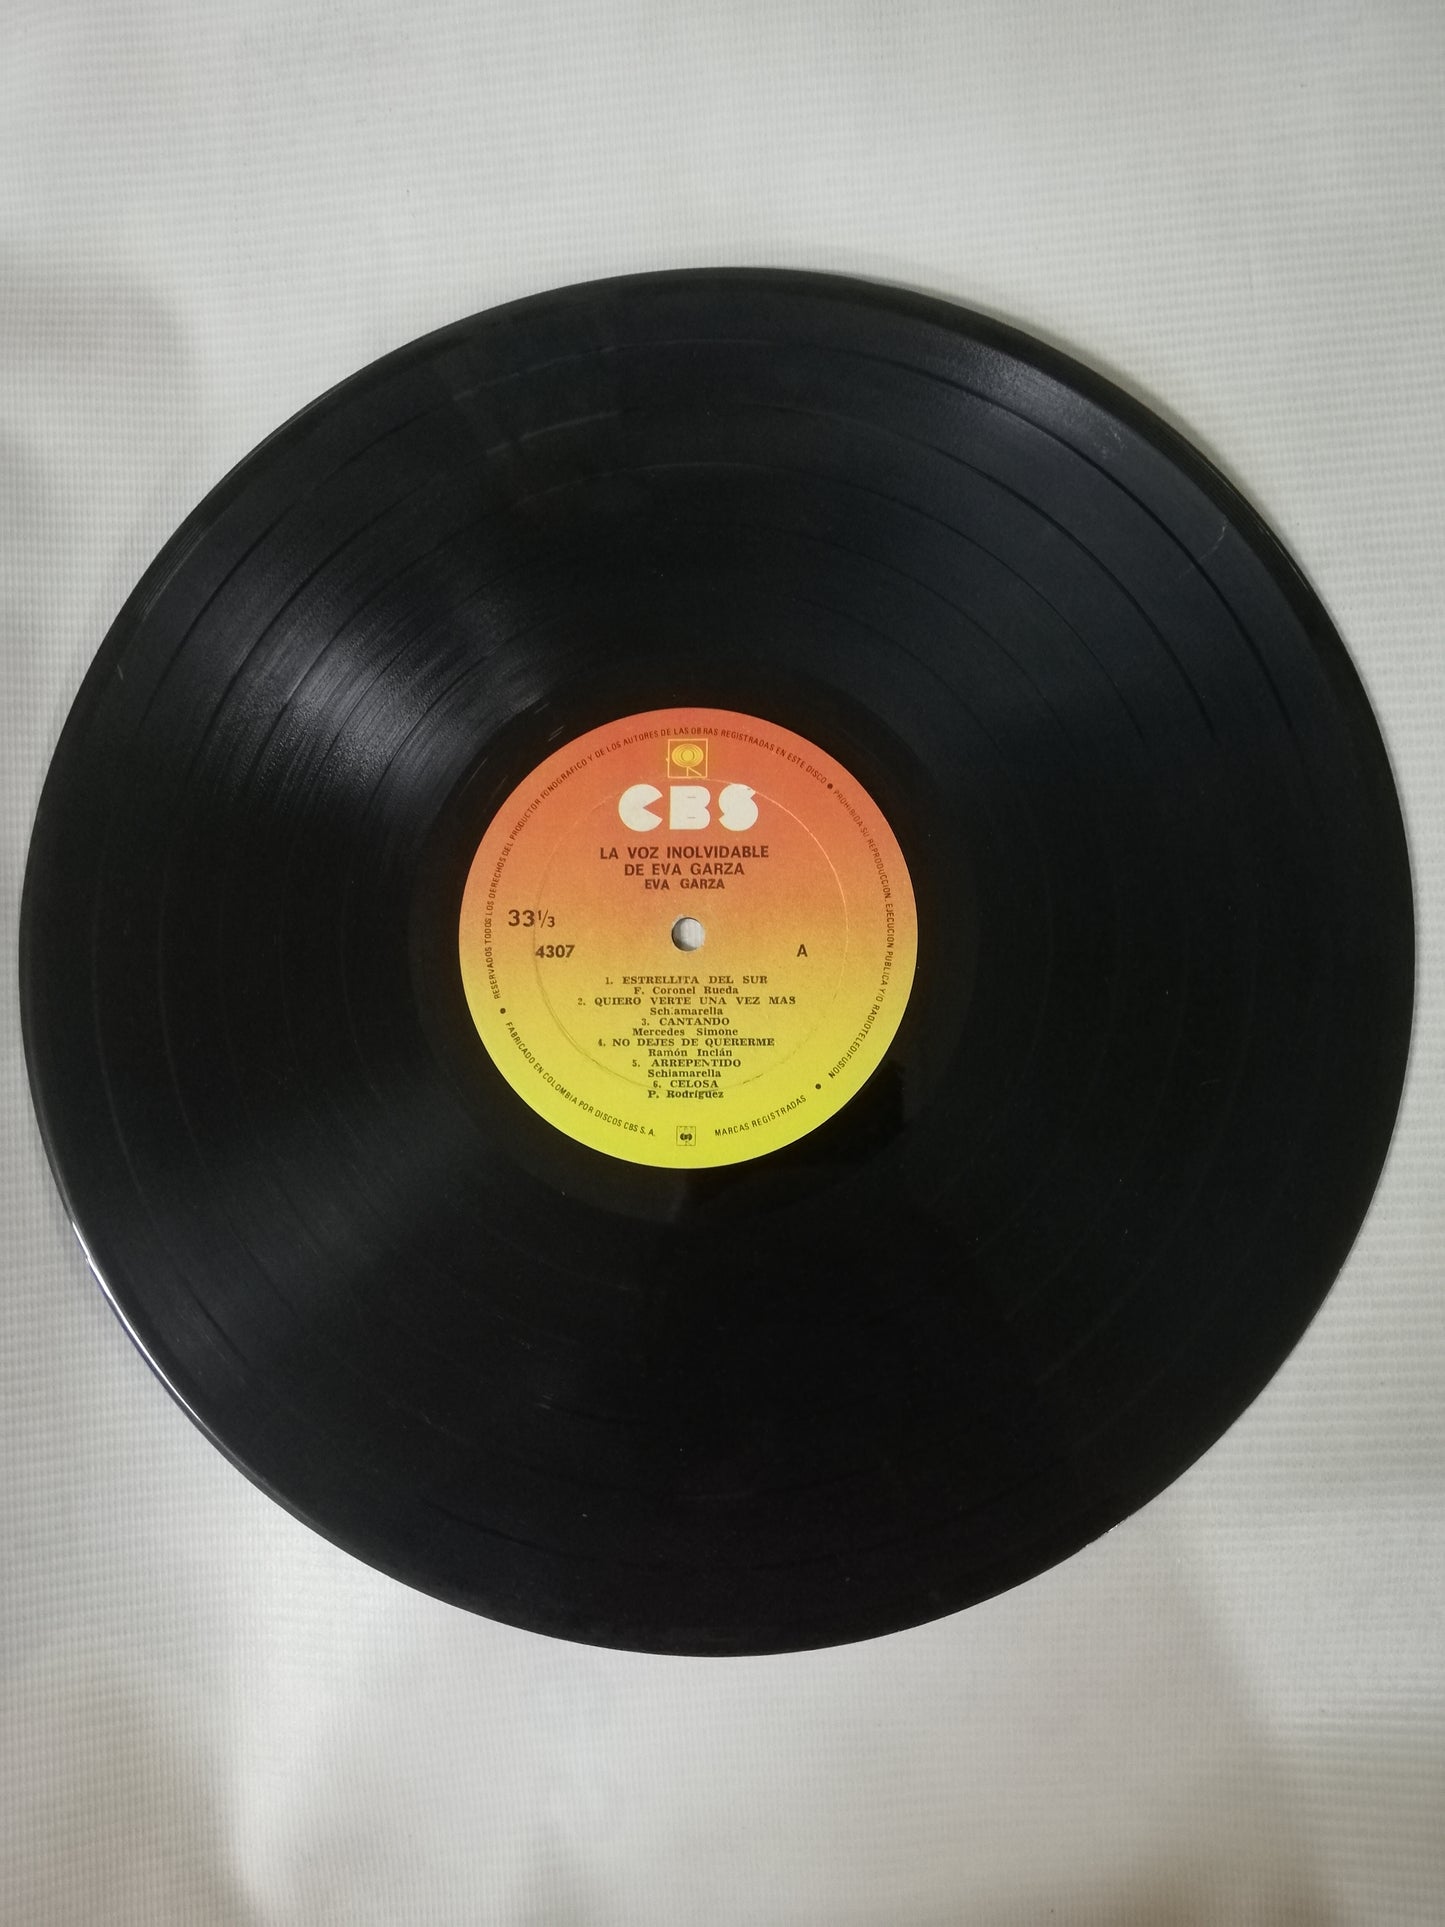 RESERVADOS TODOS LOS DERECHOS DEL PRODUCTOR FONOGRAFICO Y DE LOS AUTORES DE LAS OBRAS REGISTRADAS EN ESTE DISCO ● PROHIBIDA SU REPRODUCCION, EJECUCION PUBLICA Y/O RADIOTELEDIFUSION ●
CBS
LA VOZ INOLVIDABLE
DE EVA GARZA
EVA GARZA
33 1/3
4307 A
1. ESTRELLITA DEL SUR
F. Coronel Rueda
2. QUIERO VERTE UNA VEZ MAS
Schiamarella
3. CANTANDO
Mercedes Simone
4. NO DEJES DE QUERERME
Ramón Inclán
5. ARREPENTIDO
Schiamarella
6. CELOSA
P. Rodríguez
● FABRICADO EN COLOMBIA POR DISCOS CBS S. A. MARCAS REGISTRADAS